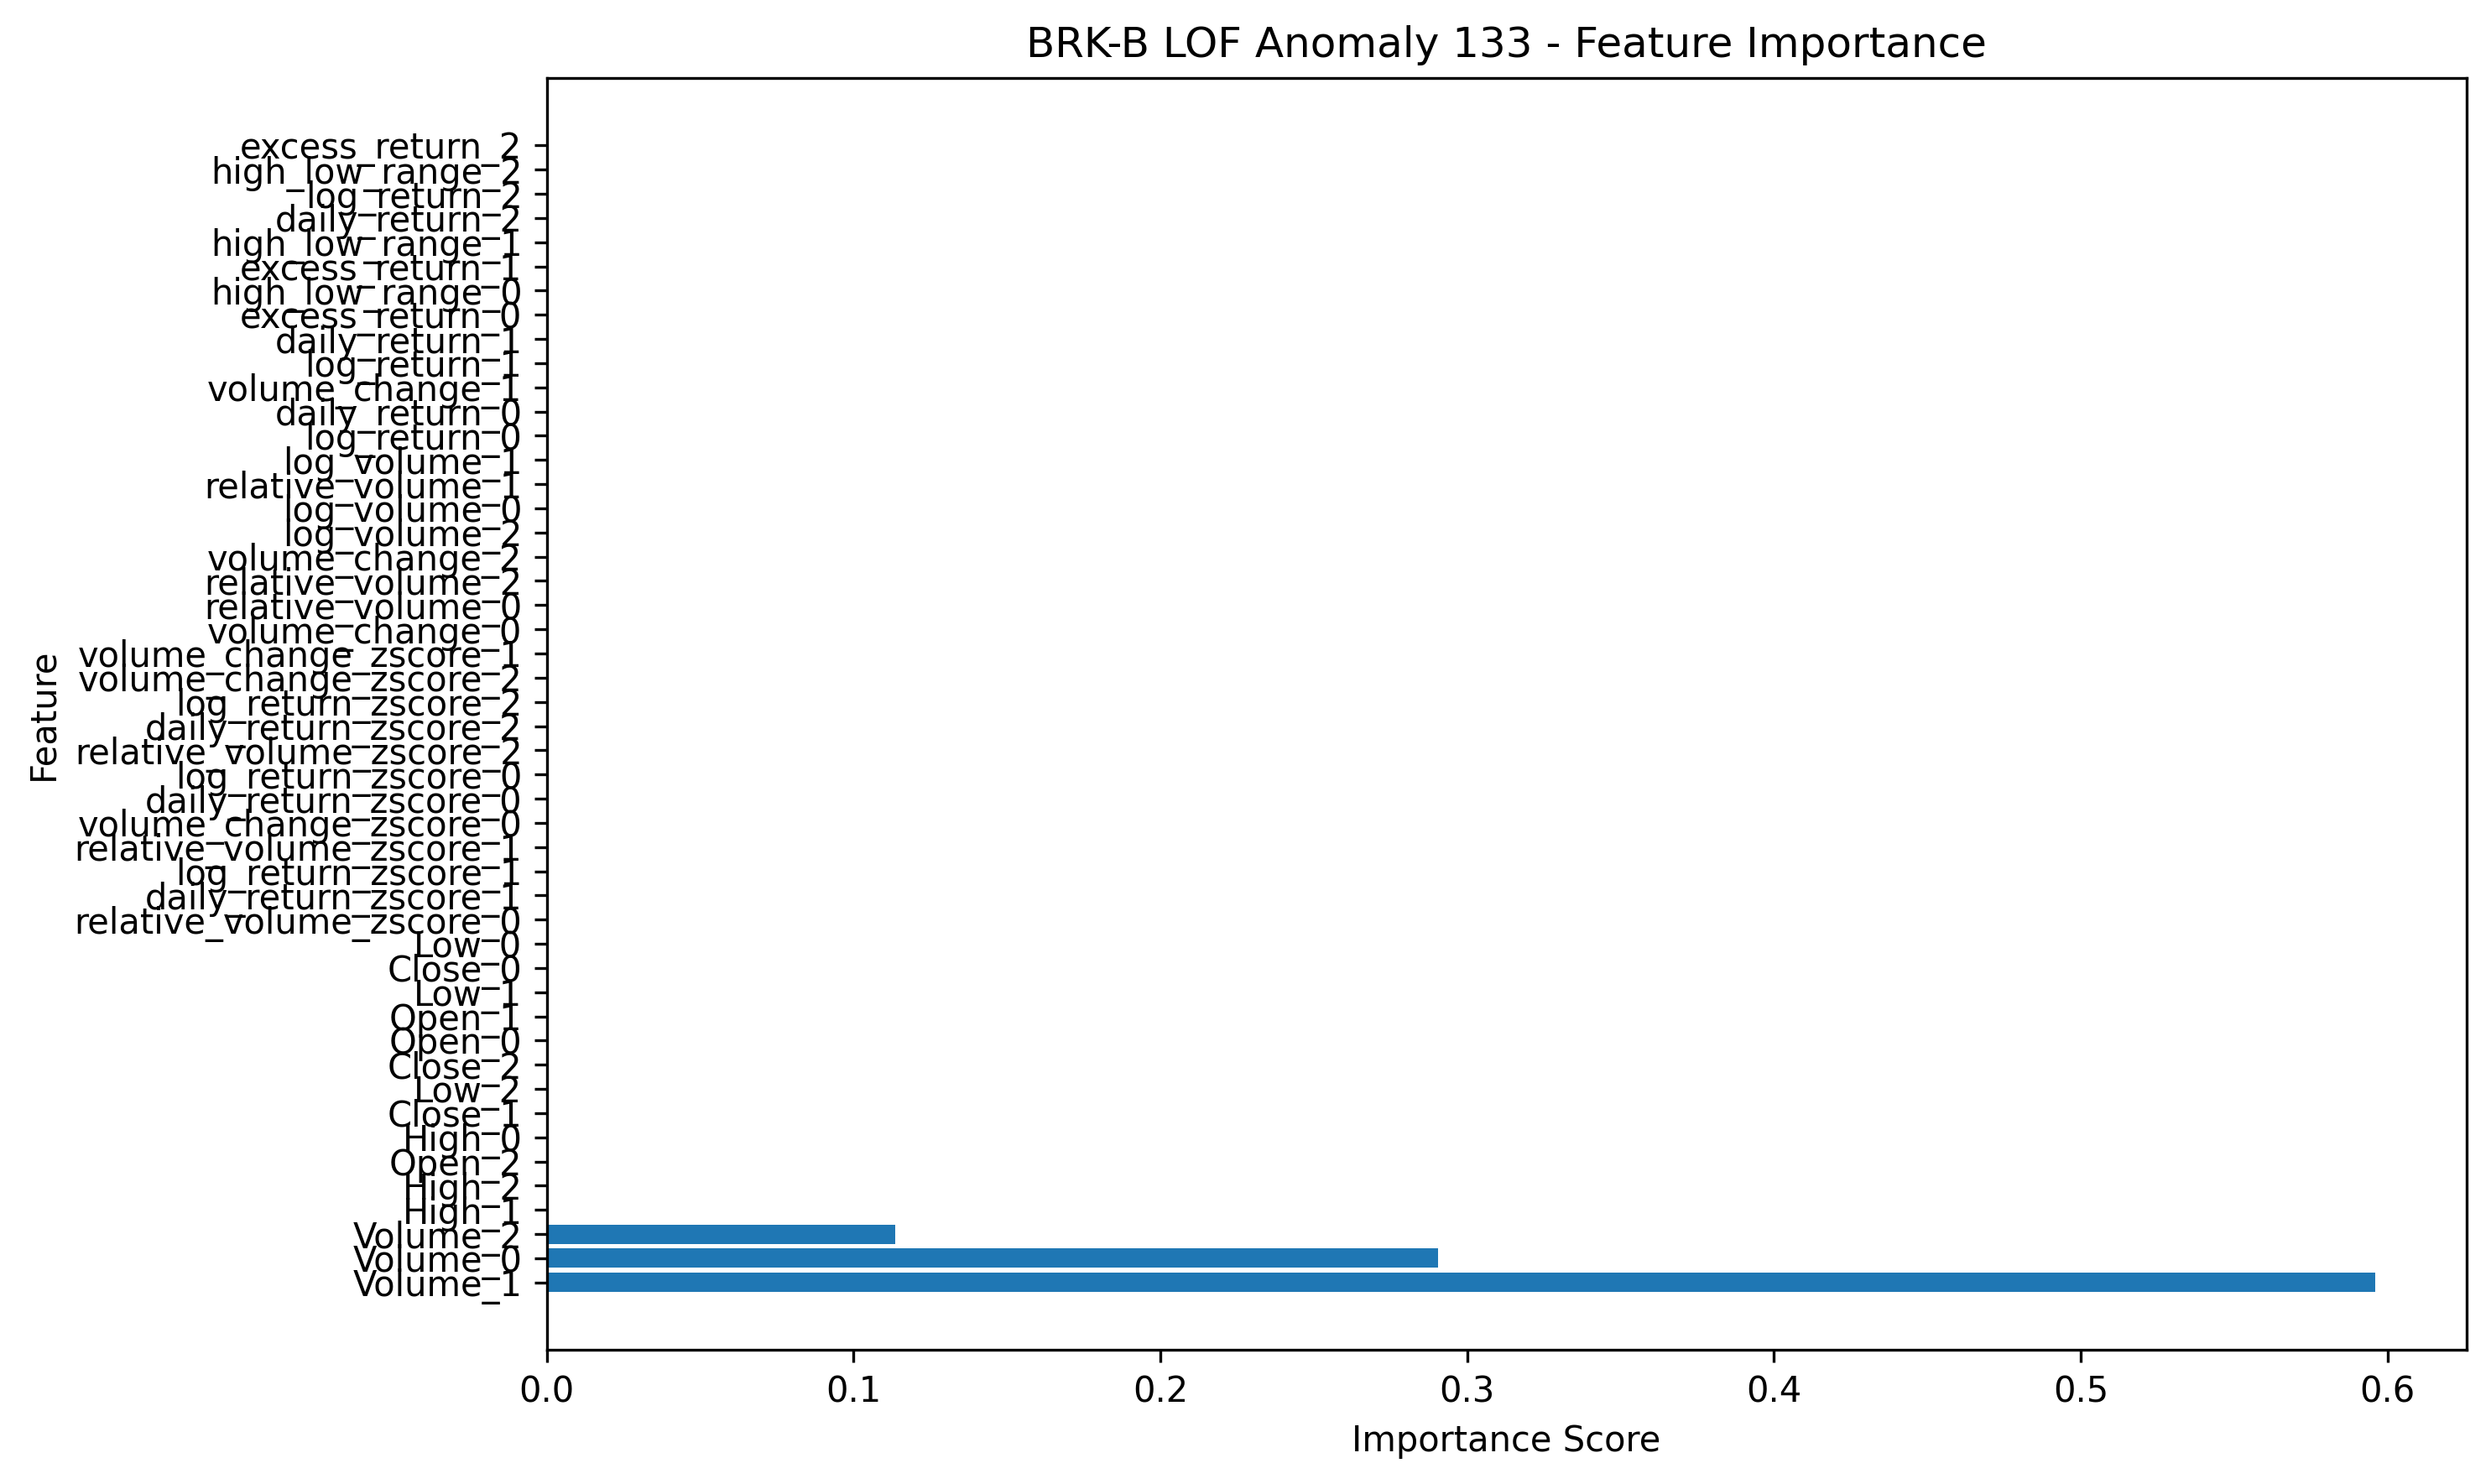 BRK-B LOF Anomaly 133 - Feature Importance
excess_return_2
high_low_range_2
log_return_2
daily_return_2
high_low_range_1
excess_return_1
high_low_range_0
excess_return_0
daily_return_1
log_return_1
volume_change_1
daily_return_0
log_return_0
log_volume_1
relative_volume_1
log_volume_0
log_volume_2
volume_change_2
relative_volume_2
relative_volume_0
volume_change_0
volume_change_zscore_1
volume_change_zscore_2
log_return_zscore_2
daily_return_zscore_2
relative_volume_zscore_2
log_return_zscore_0
daily_return_zscore_0
volume_change_zscore_0
relative_volume_zscore_1
log_return_zscore_1
daily_return_zscore_1
relative_volume_zscore_0
Low_0
Close_0
Low_1
Open_1
Open_0
Close_2
Low_2
Close_1
High_0
Open_2
High_2
High_1
Volume_2
Volume_0
Volume_1
Feature
0.0 0.1 0.2 0.3 0.4 0.5 0.6
Importance Score